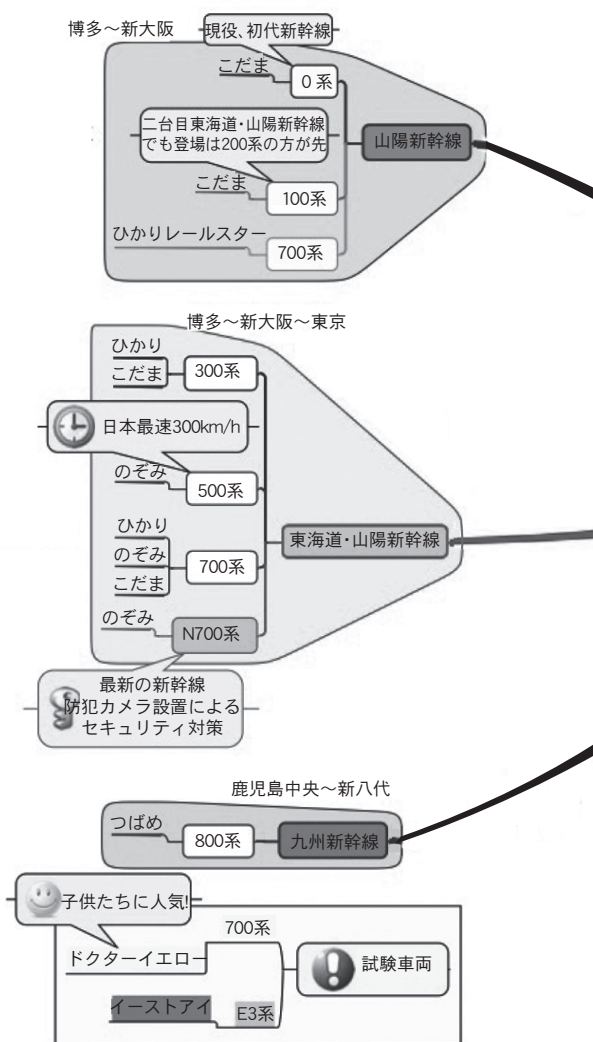 博多～新大阪
現役、初代新幹線
こだま
0系
二台目東海道・山陽新幹線
でも登場は200系の方が先
山陽新幹線
こだま
100系
ひかりレールスター
700系
博多～新大阪～東京
ひかり
こだま
300系
日本最速300km/h
のぞみ
500系
ひかり
のぞみ
こだま
700系
東海道・山陽新幹線
のぞみ
N700系
最新の新幹線
防犯カメラ設置による
セキュリティ対策
鹿児島中央～新八代
つばめ
800系
九州新幹線
子供たちに人気!
700系
ドクターイエロー
試験車両
イーストアイ
E3系